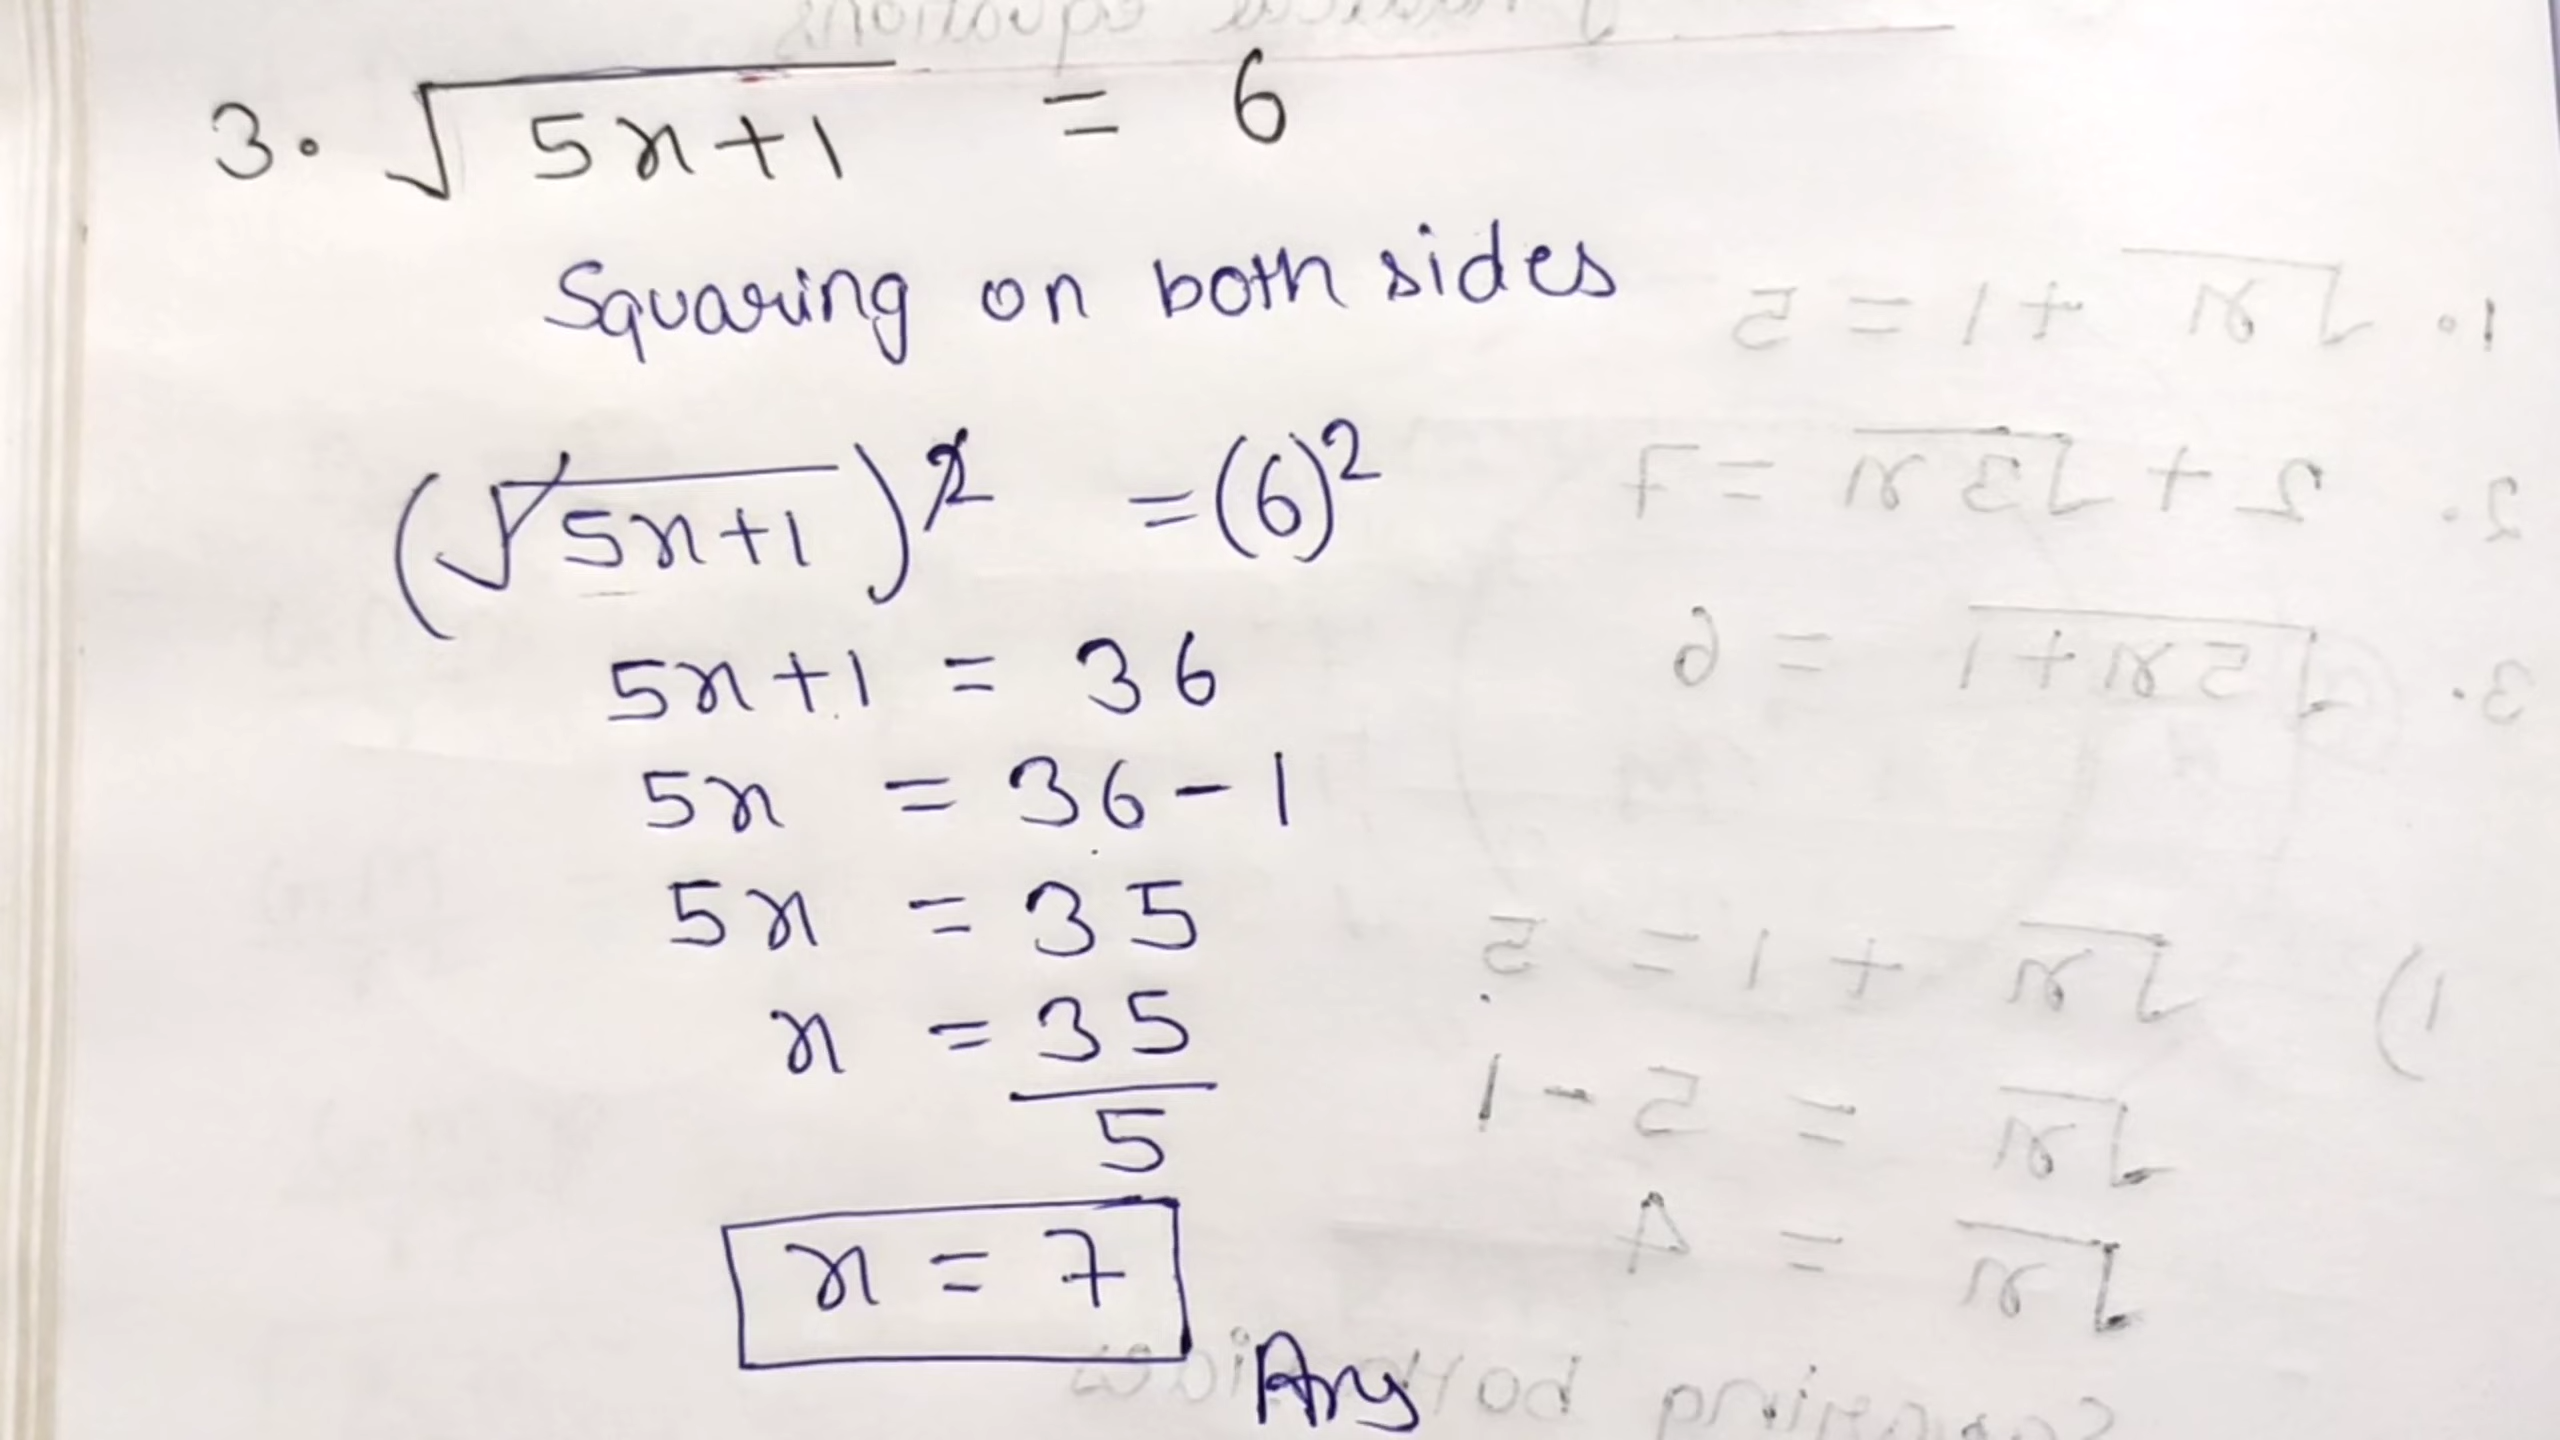 3. √5x+1 = 6
Squaring on both sides
(√5x+1)² = (6)²
5x+1 = 36
5x = 36-1
5x = 35
x = 35
5
x = 7
Ans